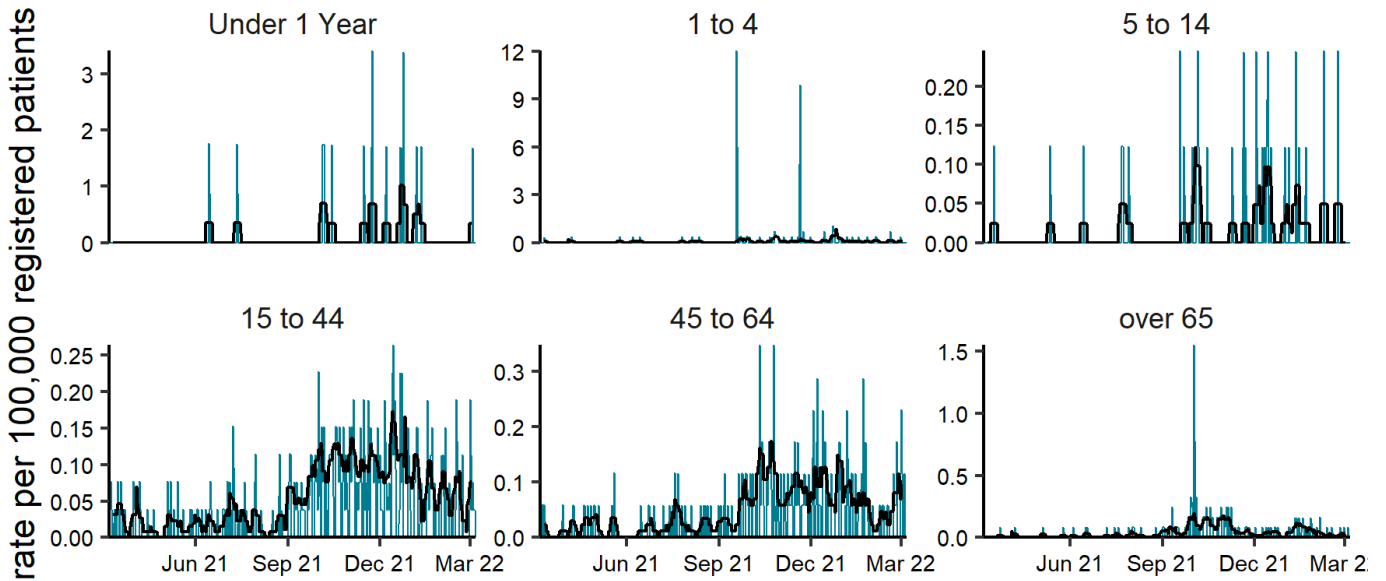 rate per 100,000 registered patients
Under 1 Year
3
2
1
0
1 to 4
12
9
6
3
0
5 to 14
0.20
0.15
0.10
0.05
0.00
15 to 44
0.25
0.20
0.15
0.10
0.05
0.00
Jun 21 Sep 21 Dec 21 Mar 22
45 to 64
0.3
0.2
0.1
0.0
Jun 21 Sep 21 Dec 21 Mar 22
over 65
1.5
1.0
0.5
0.0
Jun 21 Sep 21 Dec 21 Mar 22